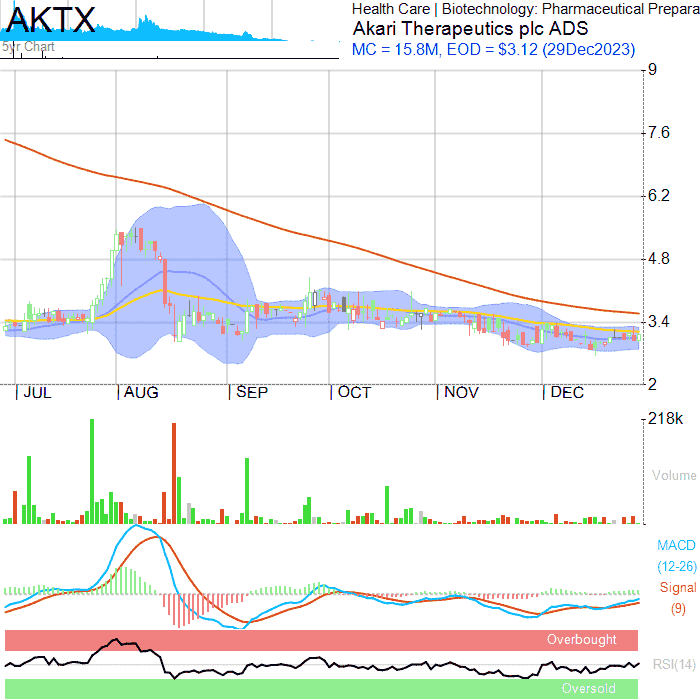 AKTX
5yr Chart
Health Care | Biotechnology: Pharmaceutical Prepara
Akari Therapeutics plc ADS
MC = 15.8M, EOD = $3.12 (29Dec2023)
9
7.6
6.2
4.8
3.4
2
JUL AUG SEP OCT NOV DEC
218k
Volume
MACD
(12-26)
Signal
(9)
Overbought
RSI(14)
Oversold